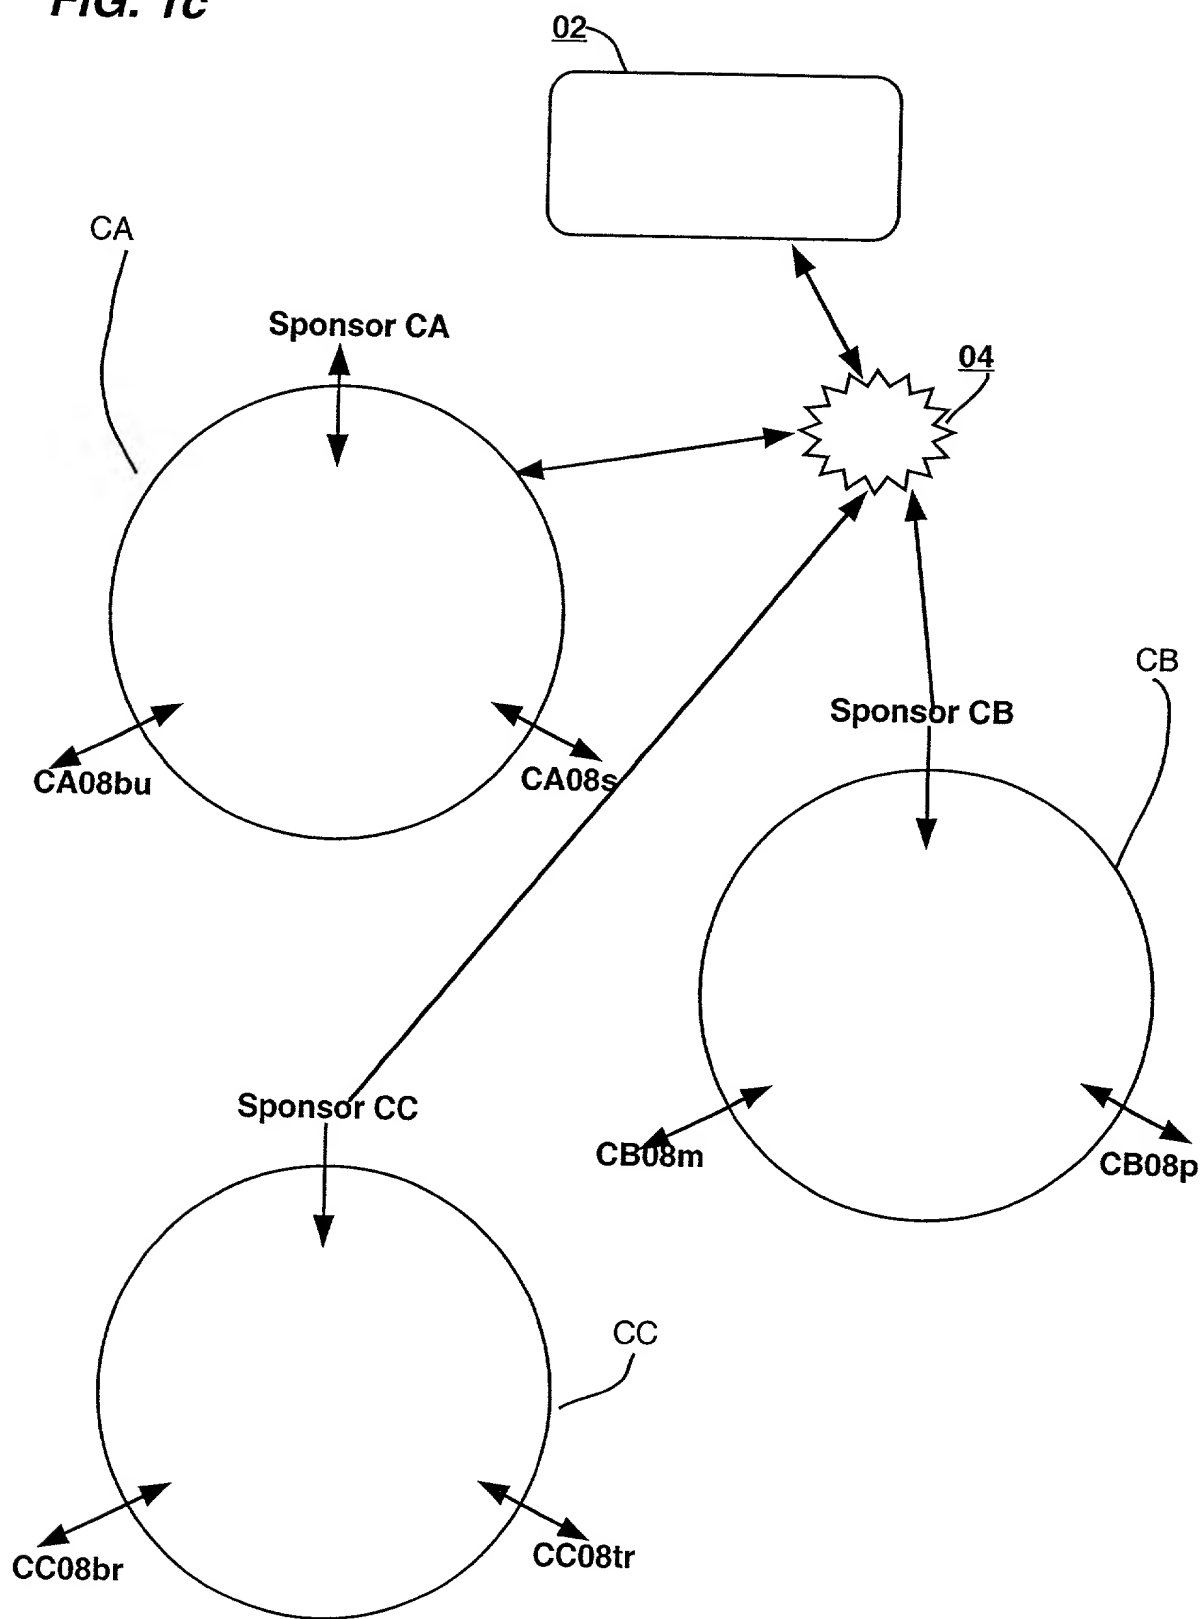 FIG. 1c
02
CA
Sponsor CA
04
CB
Sponsor CB
CA08bu
CA08s
Sponsor CC
CB08m
CB08p
CC
CC08br
CC08tr